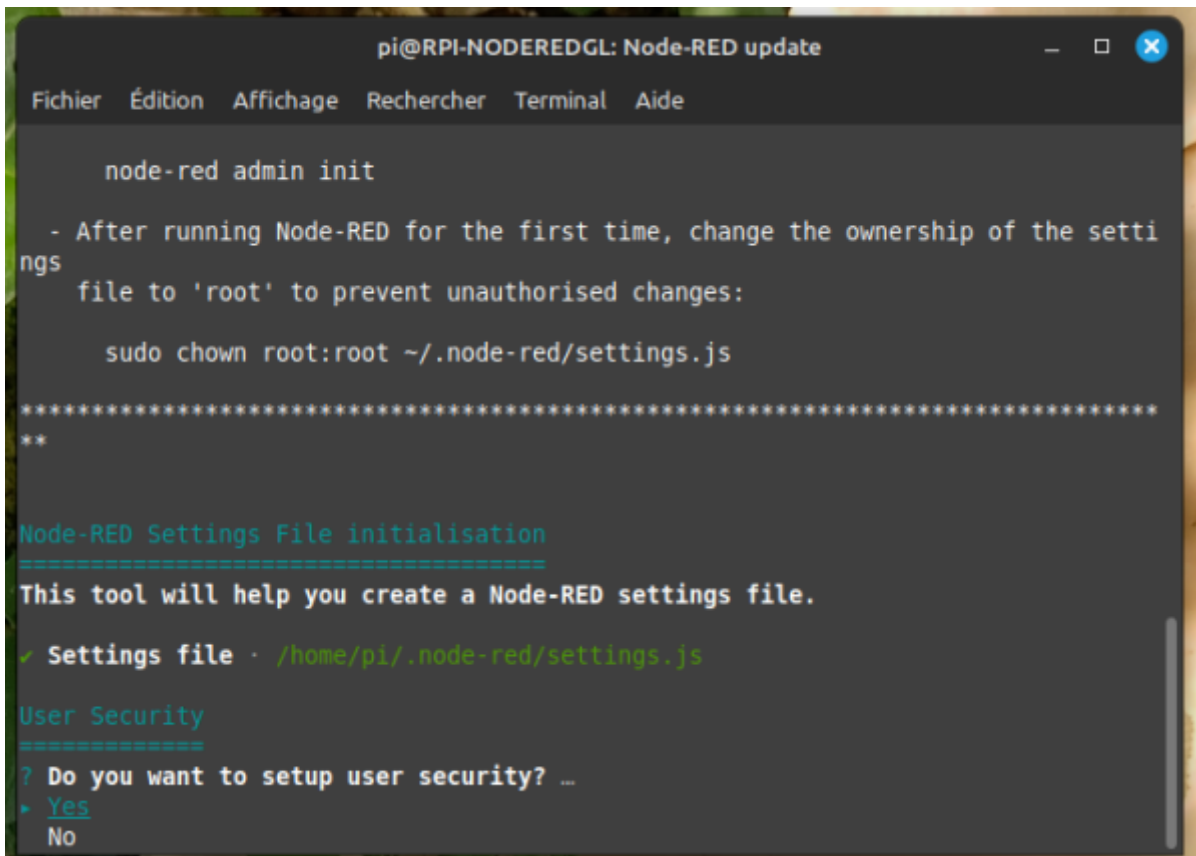 pi@RPI-NODEREDGL: Node-RED update
Fichier Édition Affichage Rechercher Terminal Aide
node-red admin init
- After running Node-RED for the first time, change the ownership of the setti
ngs
file to 'root' to prevent unauthorised changes:
sudo chown root:root ~/.node-red/settings.js
********************************************************************************
**
Node-RED Settings File initialisation
=====================================
This tool will help you create a Node-RED settings file.
✔ Settings file · /home/pi/.node-red/settings.js
User Security
=============
? Do you want to setup user security? …
▸ Yes
No